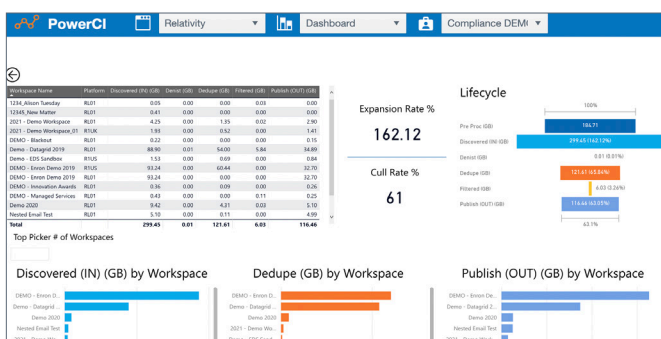 PowerCI Relativity Dashboard Compliance DEM
Workspace Name Platform Discovered (IN) (GB) Denist (GB) Dedupe (GB) Filtered (GB) Publish (OUT) (GB)
1234_Alison Tuesday RL01 0.05 0.00 0.00 0.03 0.00
12345_New Matter RL01 0.41 0.00 0.00 0.00 0.00
2021 - Demo Workspace RL01 4.25 0.00 1.35 0.02 2.90
2021 - Demo Workspace_01 R1UK 1.93 0.00 0.52 0.00 1.41
DEMO - Blackout RL01 0.22 0.00 0.00 0.00 0.15
Demo - Datagrid 2019 RL01 88.90 0.01 54.00 5.84 34.89
Demo - EDS Sandbox R1US 1.53 0.00 0.69 0.00 0.84
DEMO - Enron Demo 2019 R1US 93.24 0.00 60.44 0.00 32.70
DEMO - Enron Demo 2019 RL01 93.24 0.00 0.00 0.00 32.70
DEMO - Innovation Awards RL01 0.36 0.00 0.09 0.00 0.26
DEMO - Managed Services RL01 0.43 0.00 0.00 0.11 0.25
Demo 2020 RL01 9.42 0.00 4.31 0.03 5.10
Nested Email Test RL01 5.10 0.00 0.11 0.00 4.99
Total 299.45 0.01 121.61 6.03 116.46
Expansion Rate %
162.12
Cull Rate %
61
Lifecycle
100%
Pre Proc (GB) 184.71
Discovered (IN) (GB) 299.45 (162.12%)
Denist (GB) 0.01 (0.01%)
Dedupe (GB) 121.61 (65.84%)
Filtered (GB) 6.03 (3.26%)
Publish (OUT) (GB) 116.46 (63.05%)
63.1%
Top Picker # of Workspaces
Discovered (IN) (GB) by Workspace
DEMO - Enron D...
Demo - Datagrid ...
Demo 2020
Nested Email Test
Dedupe (GB) by Workspace
DEMO - Enron D...
Demo - Datagrid ...
Demo 2020
2021 - Demo Wo...
Publish (OUT) (GB) by Workspace
DEMO - Enron De...
Demo - Datagrid 2...
Demo 2020
Nested Email Test